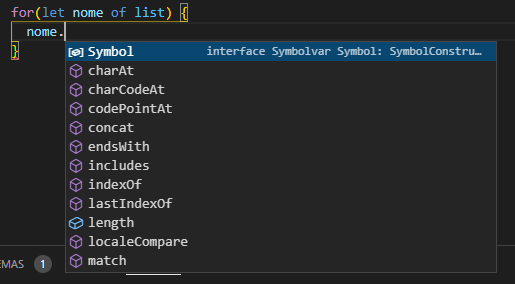 for(let nome of list) {
nome.
}
Symbol interface Symbolvar Symbol: SymbolConstru…
charAt
charCodeAt
codePointAt
concat
endsWith
includes
indexOf
lastIndexOf
length
localeCompare
match
EMAS 1